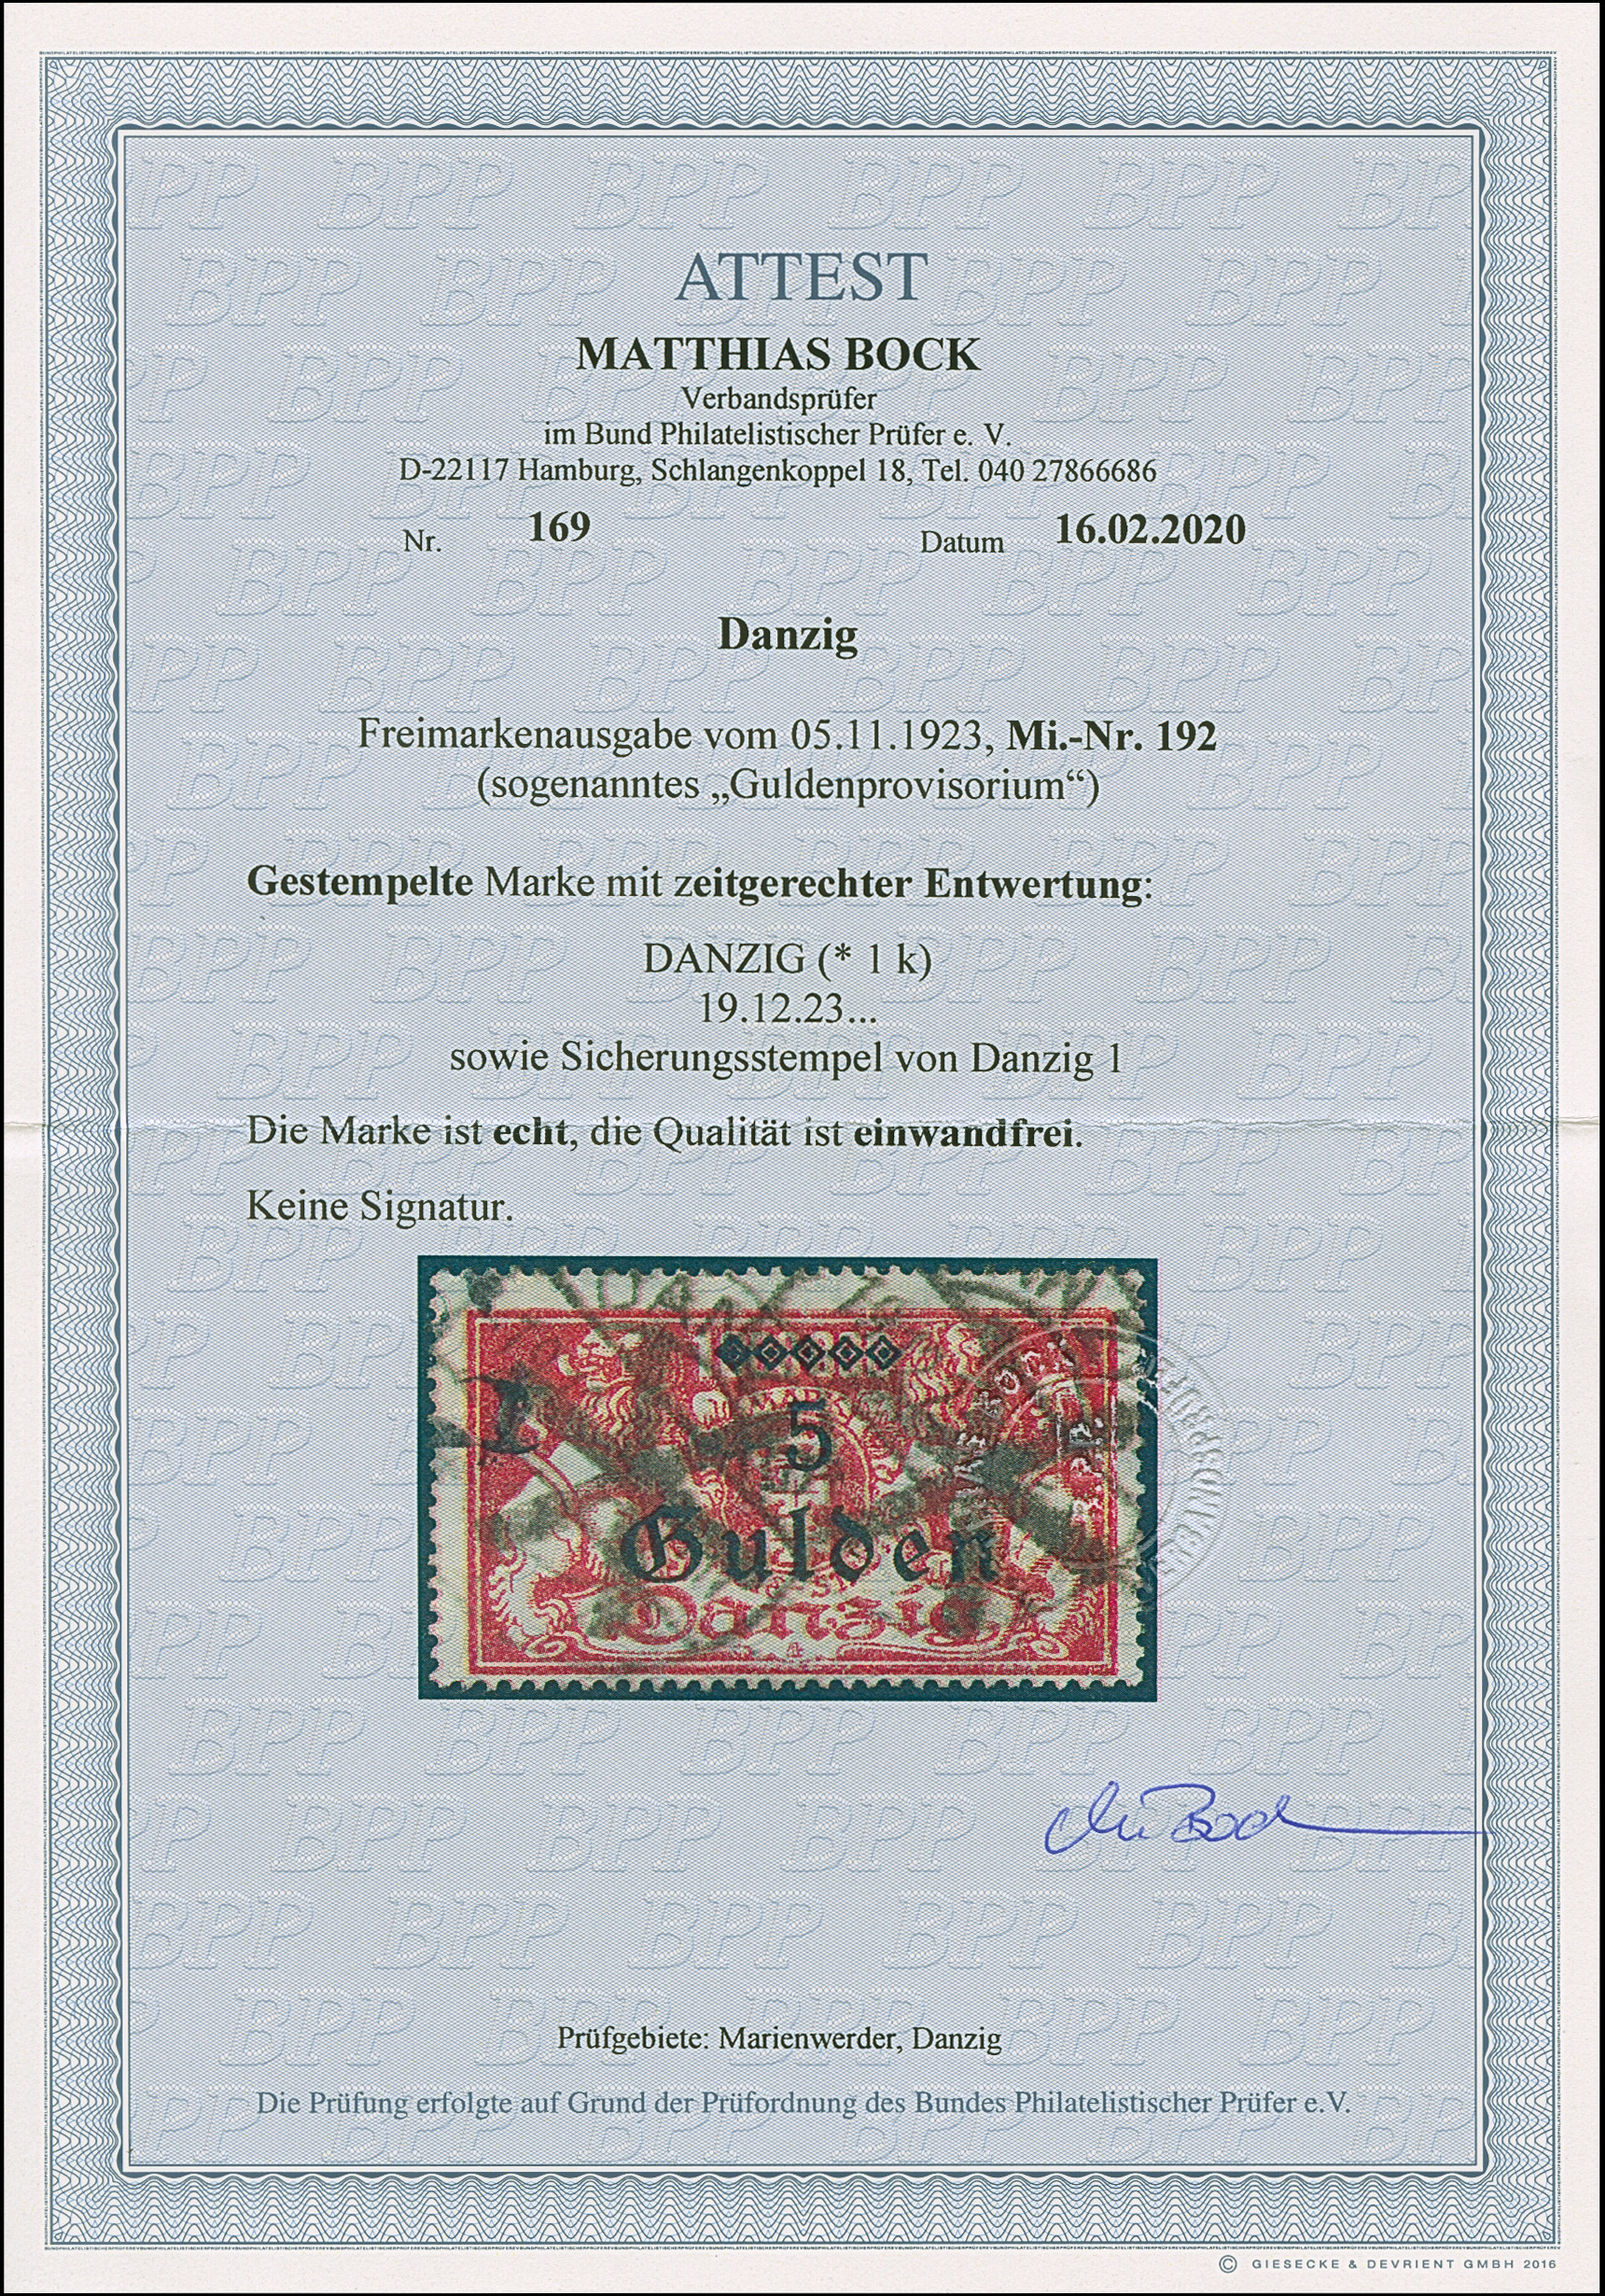 ATTEST
MATTHIAS BOCK
Verbandsprüfer
im Bund Philatelistischer Prüfer e. V.
D-22117 Hamburg, Schlangenkoppel 18, Tel. 040 27866686
Nr. 169 Datum 16.02.2020
Danzig
Freimarkenausgabe vom 05.11.1923, Mi.-Nr. 192
(sogenanntes „Guldenprovisorium“)
Gestempelte Marke mit zeitgerechter Entwertung:
DANZIG (* 1 k)
19.12.23...
sowie Sicherungsstempel von Danzig 1
Die Marke ist echt, die Qualität ist einwandfrei.
Keine Signatur.
MARK
5
Gulden
Danzig
Prüfgebiete: Marienwerder, Danzig
Die Prüfung erfolgte auf Grund der Prüfordnung des Bundes Philatelistischer Prüfer e.V.
© GIESECKE & DEVRIENT GMBH 2016